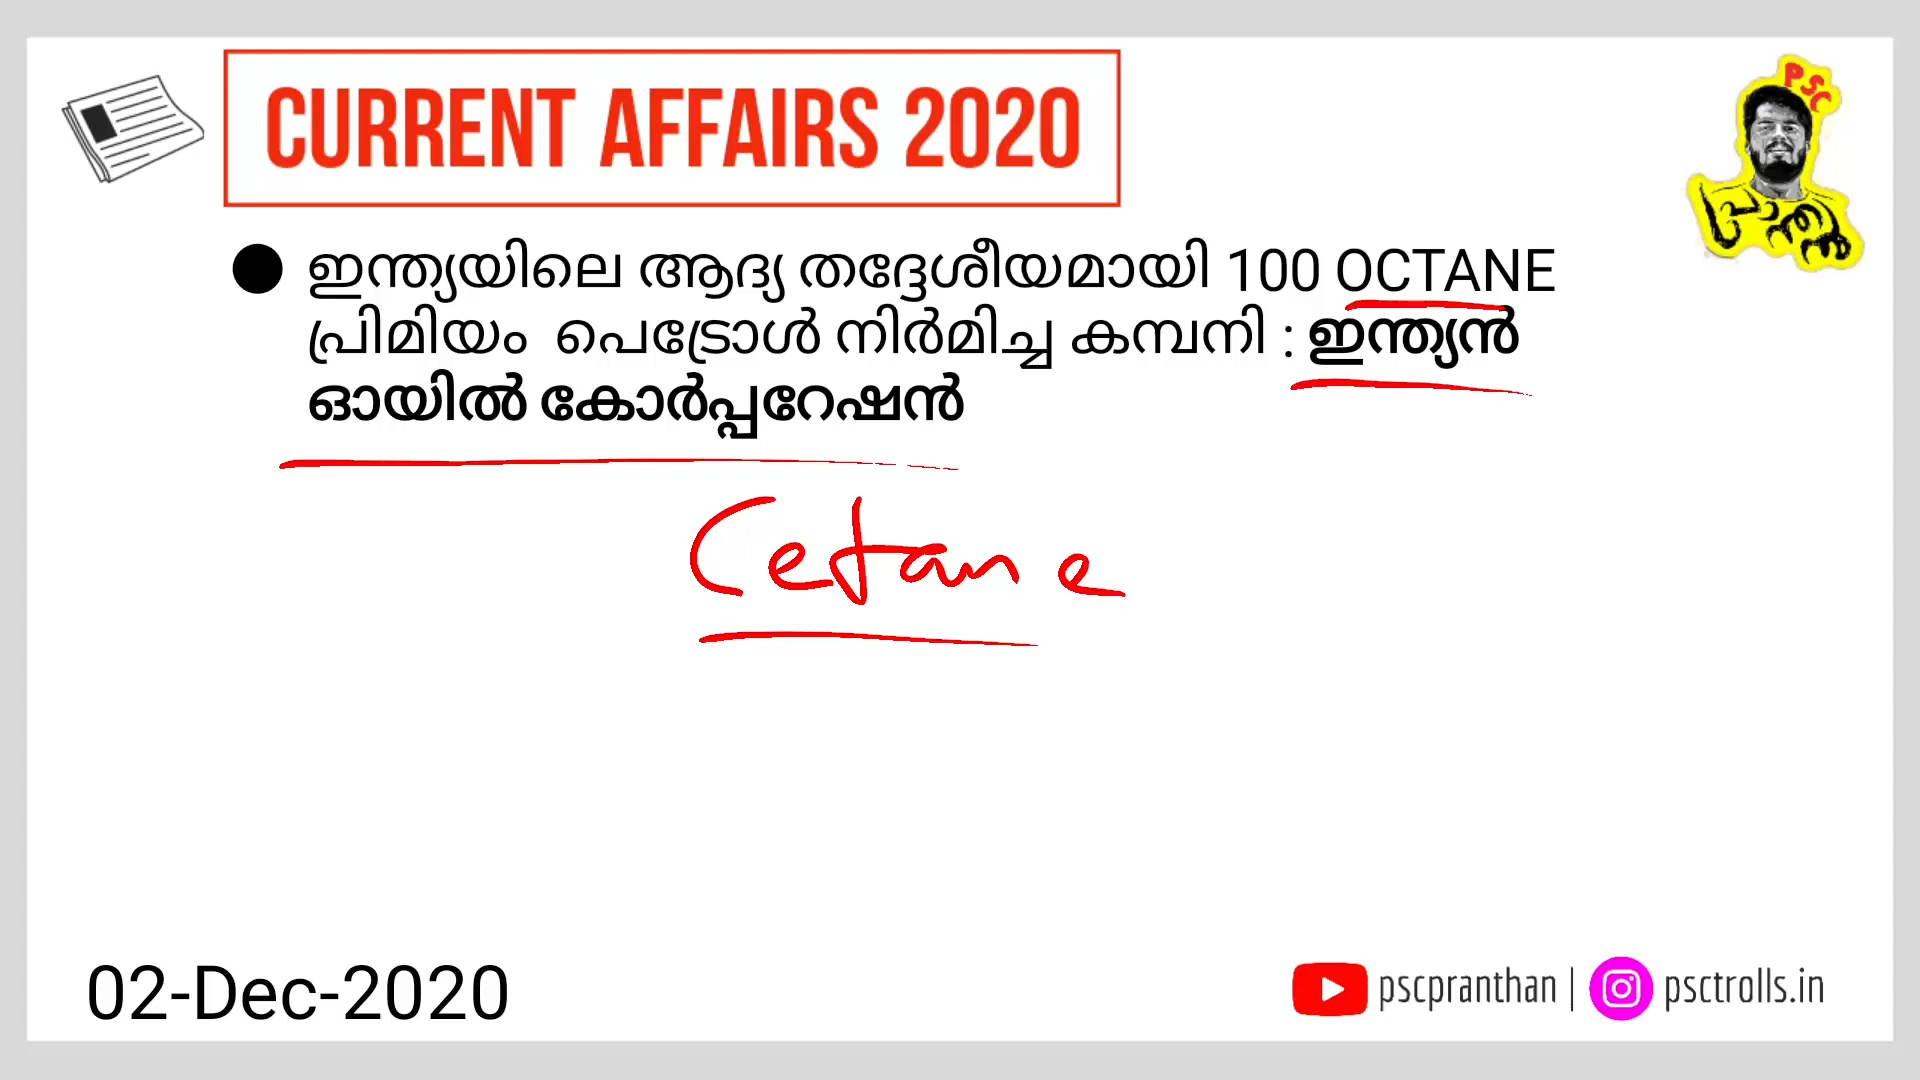 CURRENT AFFAIRS 2020
PSC
പ്രാന്തൻ
● ഇന്ത്യയിലെ ആദ്യ തദ്ദേശീയമായി 100 OCTANE
പ്രിമിയം പെട്രോൾ നിർമിച്ച കമ്പനി : ഇന്ത്യൻ
ഓയിൽ കോർപ്പറേഷൻ
Cetane
02-Dec-2020
pscpranthan | psctrolls.in